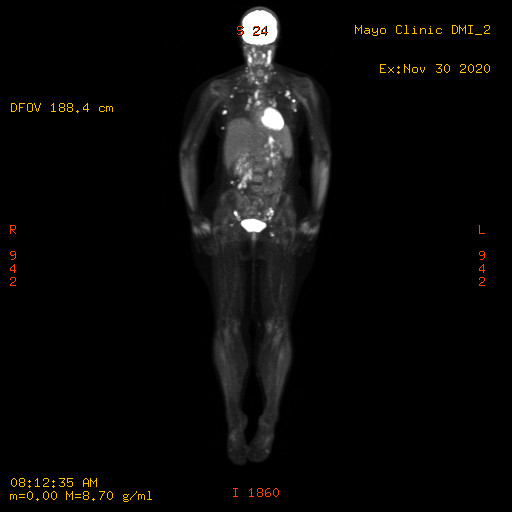 S 24
Mayo Clinic DMI_2
Ex:Nov 30 2020
DFOV 188.4 cm
R
L
9
4
2
9
4
2
08:12:35 AM
m=0.00 M=8.70 g/ml
I 1860